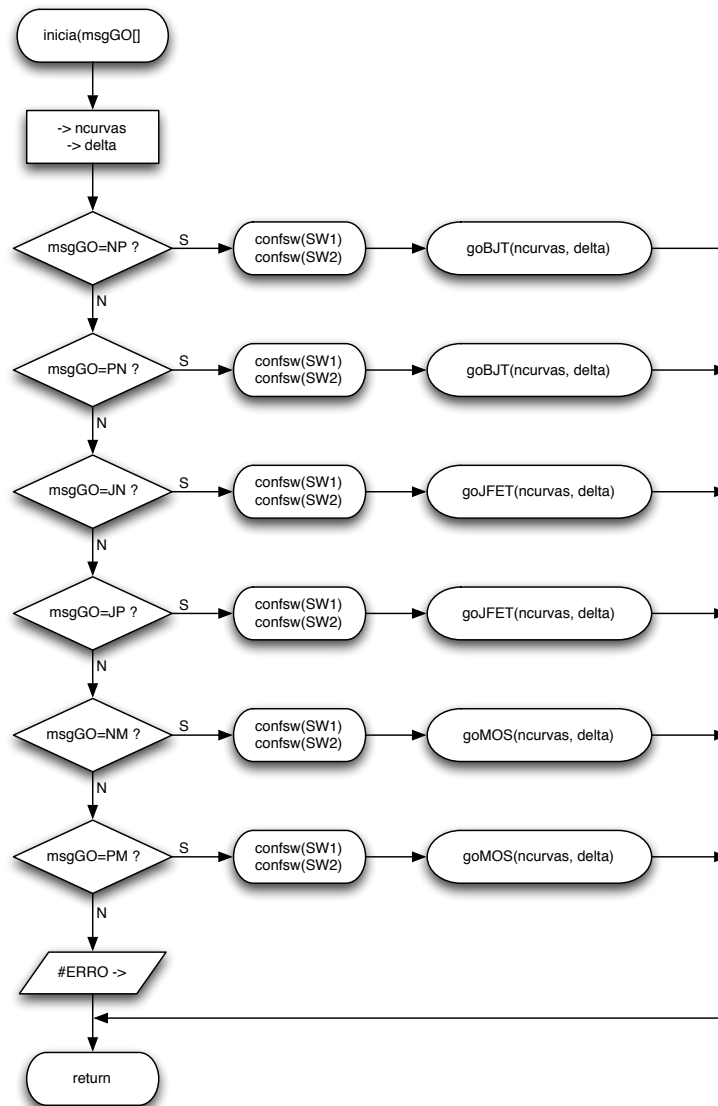 inicia(msgGO[]
-> ncurvas
-> delta
msgGO=NP ?
S
confsw(SW1)
confsw(SW2)
goBJT(ncurvas, delta)
N
msgGO=PN ?
S
confsw(SW1)
confsw(SW2)
goBJT(ncurvas, delta)
N
msgGO=JN ?
S
confsw(SW1)
confsw(SW2)
goJFET(ncurvas, delta)
N
msgGO=JP ?
S
confsw(SW1)
confsw(SW2)
goJFET(ncurvas, delta)
N
msgGO=NM ?
S
confsw(SW1)
confsw(SW2)
goMOS(ncurvas, delta)
N
msgGO=PM ?
S
confsw(SW1)
confsw(SW2)
goMOS(ncurvas, delta)
N
#ERRO ->
return